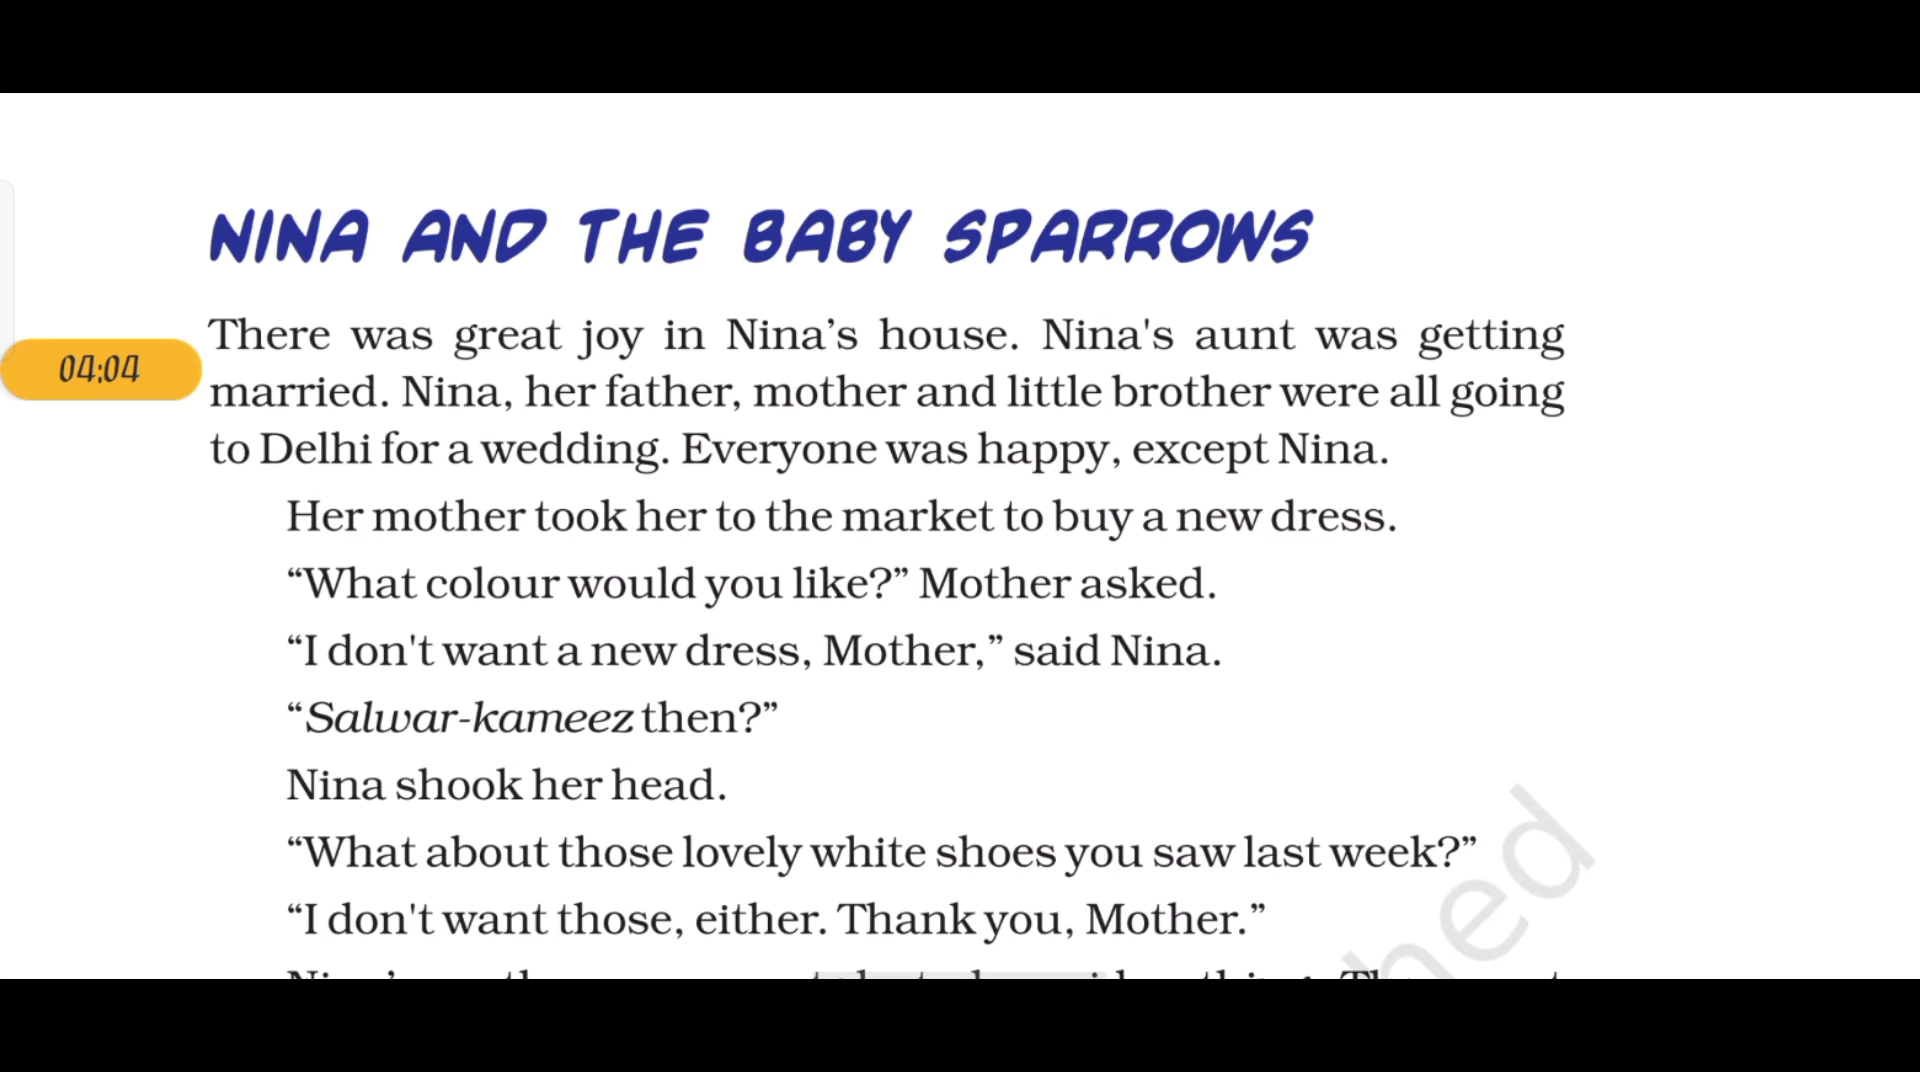 NINA AND THE BABY SPARROWS
There was great joy in Nina’s house. Nina's aunt was getting
04:04
married. Nina, her father, mother and little brother were all going
to Delhi for a wedding. Everyone was happy, except Nina.
Her mother took her to the market to buy a new dress.
“What colour would you like?” Mother asked.
“I don't want a new dress, Mother,” said Nina.
“Salwar-kameez then?”
Nina shook her head.
“What about those lovely white shoes you saw last week?”
“I don't want those, either. Thank you, Mother.”
hed